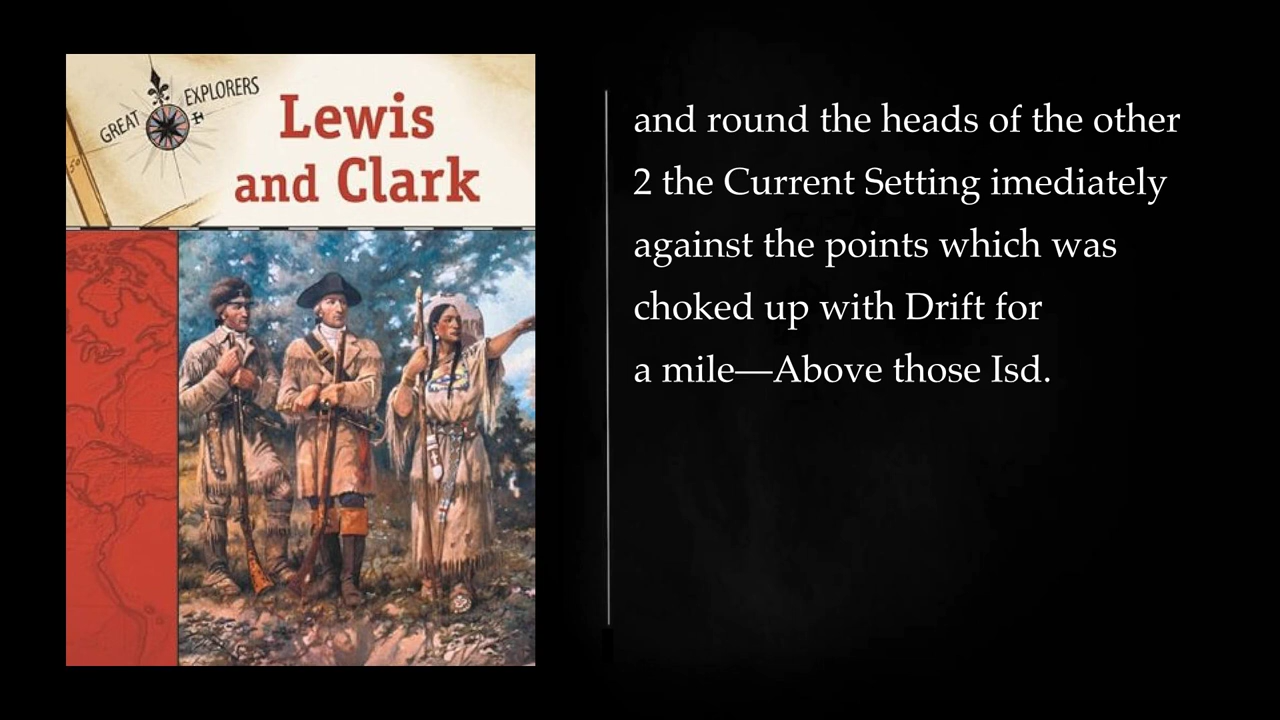 GREAT EXPLORERS
Lewis
and Clark
and round the heads of the other
2 the Current Setting imediately
against the points which was
choked up with Drift for
a mile—Above those Isd.